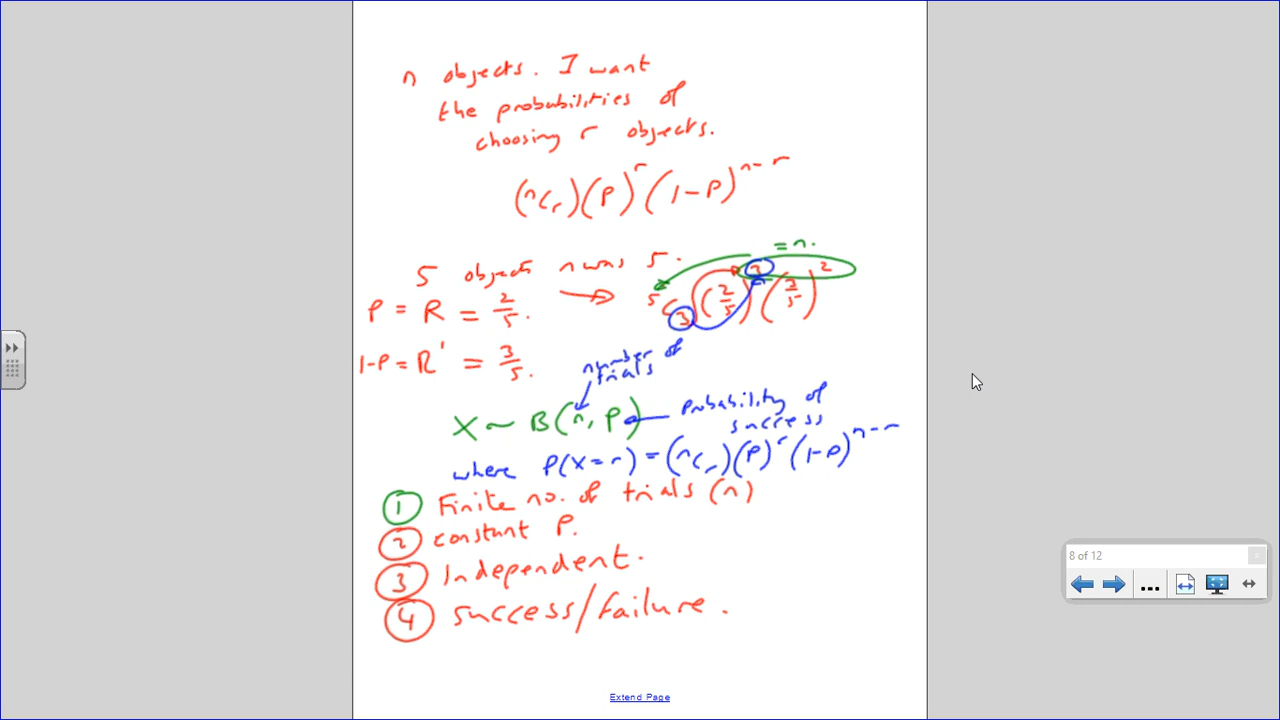 n objects. I want
the probabilities of
choosing r objects.
(nCr)(P)^r(1-P)^n-r
= n.
5 objects n was 5.
P = R = 2/5.
5C3(2/5)^3(3/5)^2
1-P = R' = 3/5.
number of
trials
X ~ B(n, P)
Probability of
success
where P(X=r) = (nCr)(P)^r(1-P)^n-r
1 Finite no. of trials (n)
2 constant P.
3 Independent.
4 success/failure.
Extend Page
8 of 12